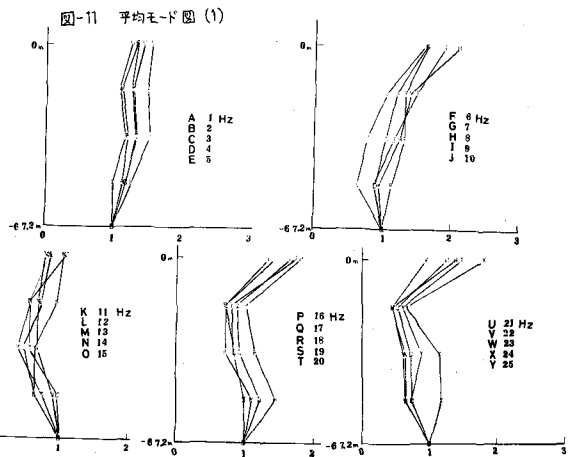 図-11 平均モード図 (1)
0m
A 1 Hz
B 2
C 3
D 4
E 5
-67.2m
0 1 2 3
0m
F 6 Hz
G 7
H 8
I 9
J 10
-67.2m
0 1 2 3
K 11 Hz
L 12
M 13
N 14
O 15
1 2
0m
P 16 Hz
Q 17
R 18
S 19
T 20
-67.2m
0 1 2
0m
U 21 Hz
V 22
W 23
X 24
Y 25
-67.2m
0 1 2 3